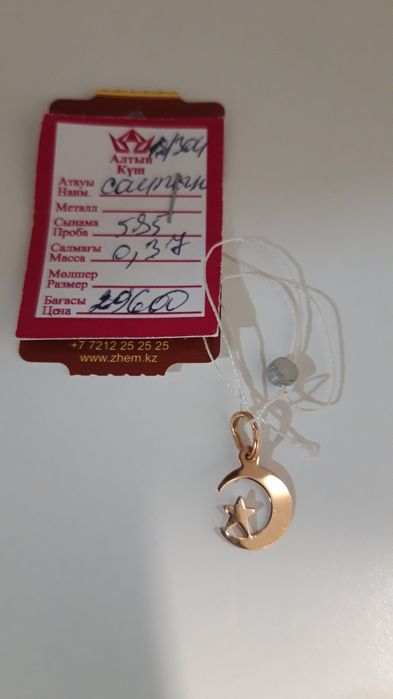 Алтын
Күш
Атауы
Наим.
Металл
Сынама
Проба 585
Салмағы
Масса 0,37
Мөлшер
Размер
Бағасы
Цена 29600
+7 7212 25 25 25
www.zhem.kz